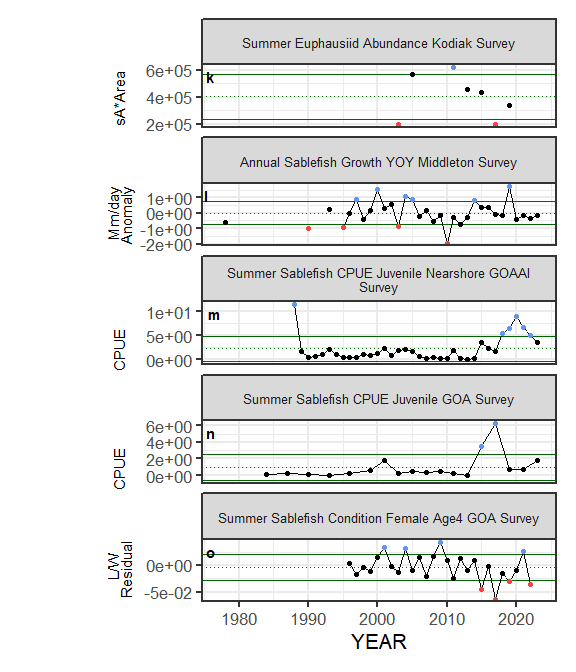 Summer Euphausiid Abundance Kodiak Survey
k
sA*Area
6e+05
4e+05
2e+05
Annual Sablefish Growth YOY Middleton Survey
l
Mm/day
Anomaly
1e+00
0e+00
-1e+00
-2e+00
Summer Sablefish CPUE Juvenile Nearshore GOAAI
Survey
m
CPUE
1e+01
5e+00
0e+00
Summer Sablefish CPUE Juvenile GOA Survey
n
CPUE
6e+00
4e+00
2e+00
0e+00
Summer Sablefish Condition Female Age4 GOA Survey
o
L/W
Residual
0e+00
-5e-02
1980 1990 2000 2010 2020
YEAR